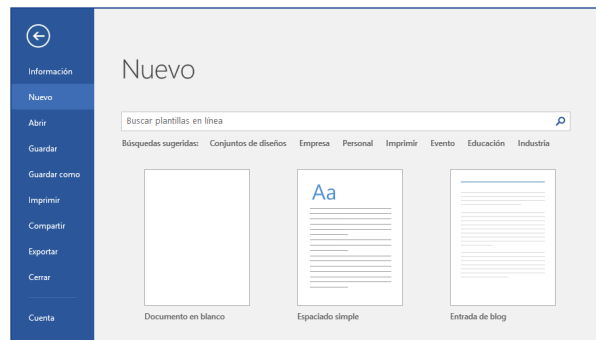 Información
Nuevo
Abrir
Guardar
Guardar como
Imprimir
Compartir
Exportar
Cerrar
Cuenta
Nuevo
Buscar plantillas en línea
Búsquedas sugeridas: Conjuntos de diseños Empresa Personal Imprimir Evento Educación Industria
Aa
Documento en blanco Espaciado simple Entrada de blog